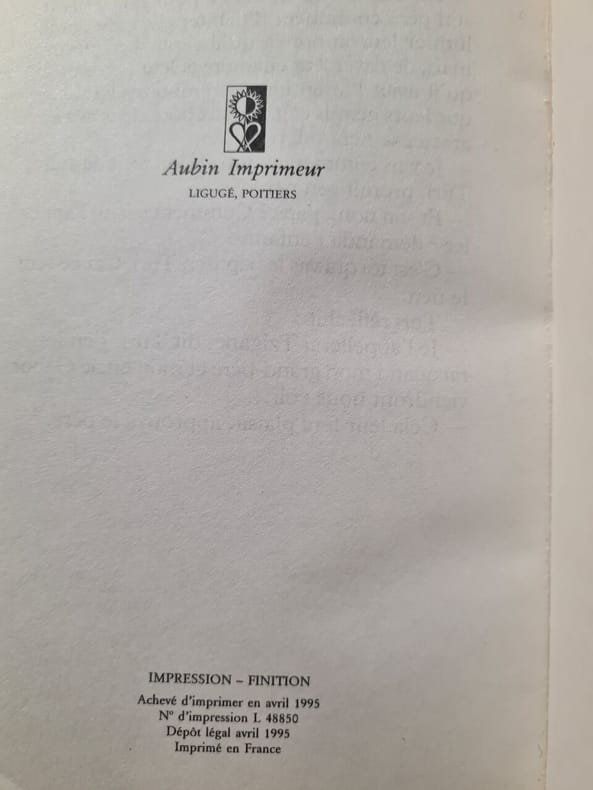 Aubin Imprimeur
LIGUGÉ, POITIERS
IMPRESSION – FINITION
Achevé d'imprimer en avril 1995
N° d'impression L 48850
Dépôt légal avril 1995
Imprimé en France